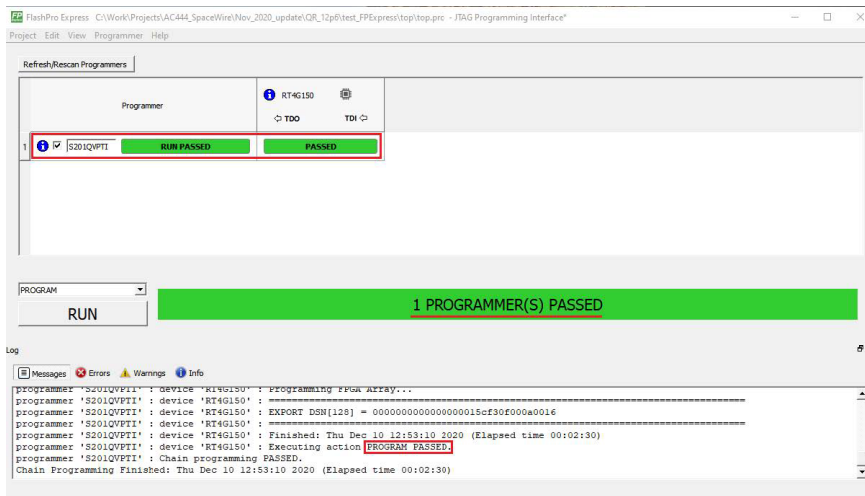 FP FlashPro Express C:\Work\Projects\AC444_SpaceWire\Nov_2020_update\QR_12p6\test_FPExpress\top\top.prc - JTAG Programming Interface*
Project Edit View Programmer Help
Refresh/Rescan Programmers
Programmer
RT4G150
TDO TDI
1 S201QVPTI RUN PASSED PASSED
PROGRAM
RUN
1 PROGRAMMER(S) PASSED
Log
Messages Errors Warnngs Info
programmer 'S201QVPTI' : device 'RT4G150' : Programming FPGA Array...
programmer 'S201QVPTI' : device 'RT4G150' : ====================================================================================
programmer 'S201QVPTI' : device 'RT4G150' : EXPORT DSN[128] = 0000000000000000015cf30f000a0016
programmer 'S201QVPTI' : device 'RT4G150' : ====================================================================================
programmer 'S201QVPTI' : device 'RT4G150' : Finished: Thu Dec 10 12:53:10 2020 (Elapsed time 00:02:30)
programmer 'S201QVPTI' : device 'RT4G150' : Executing action PROGRAM PASSED.
programmer 'S201QVPTI' : Chain programming PASSED.
Chain Programming Finished: Thu Dec 10 12:53:10 2020 (Elapsed time 00:02:30)